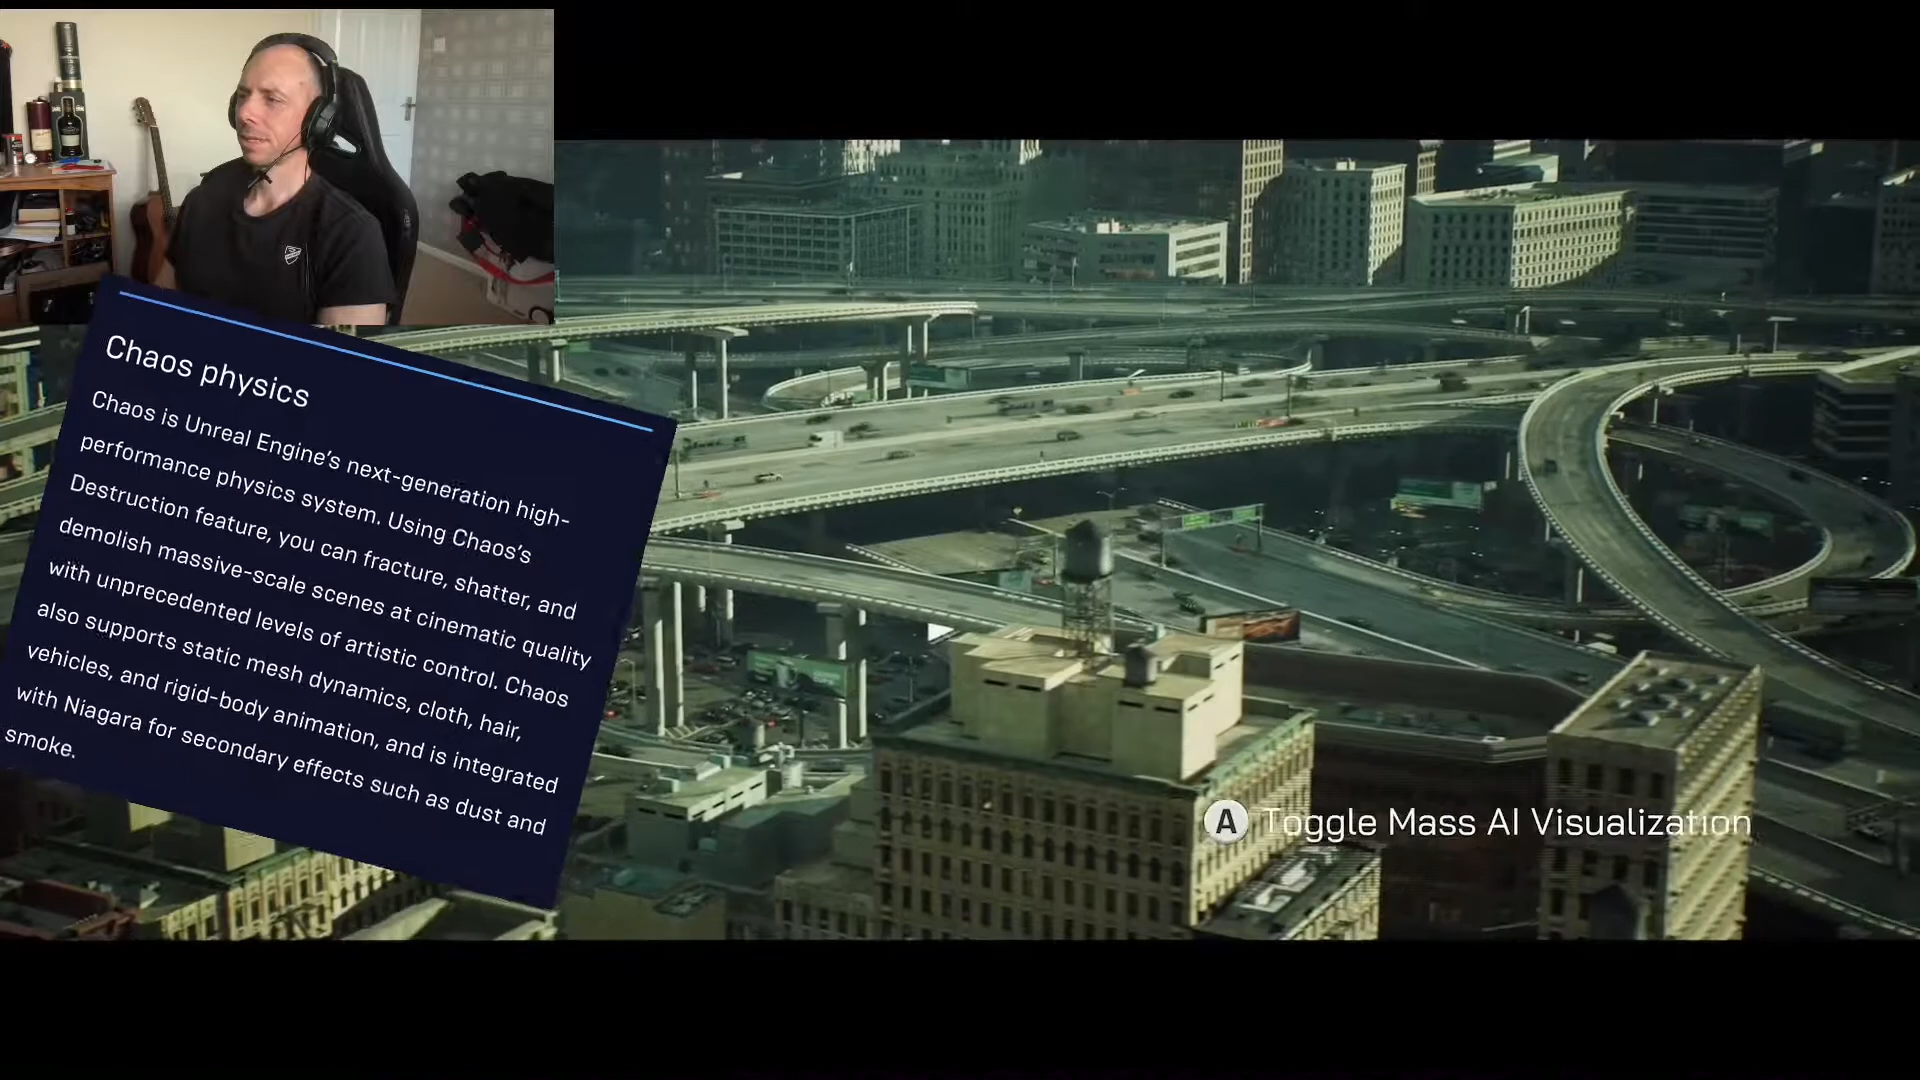 Chaos physics
Chaos is Unreal Engine's next-generation high-
performance physics system. Using Chaos's
Destruction feature, you can fracture, shatter, and
demolish massive-scale scenes at cinematic quality
with unprecedented levels of artistic control. Chaos
also supports static mesh dynamics, cloth, hair,
vehicles, and rigid-body animation, and is integrated
with Niagara for secondary effects such as dust and
smoke.
A Toggle Mass AI Visualization